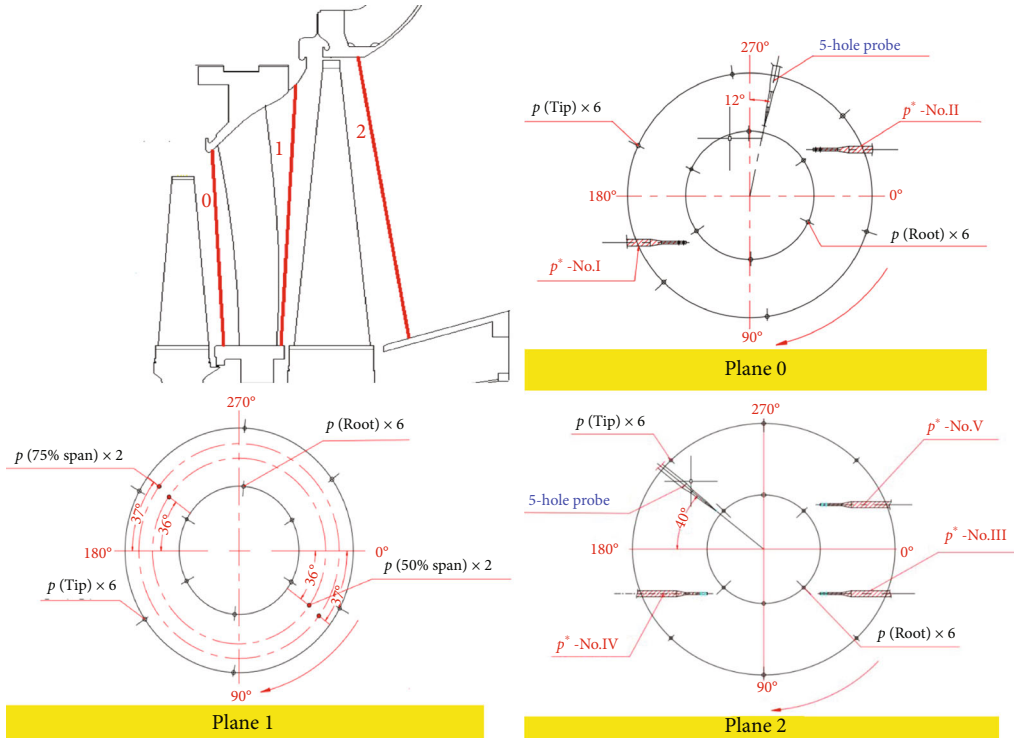 0
1
2
270°
5-hole probe
12°
p (Tip) × 6
p* -No.II
180°
0°
p (Root) × 6
p* -No.I
90°
Plane 0
270°
p (Root) × 6
p (75% span) × 2
37°
36°
180°
0°
36°
p (50% span) × 2
p (Tip) × 6
37°
90°
Plane 1
270°
p (Tip) × 6
p* -No.V
5-hole probe
40°
p* -No.III
180°
0°
p (Root) × 6
p* -No.IV
90°
Plane 2